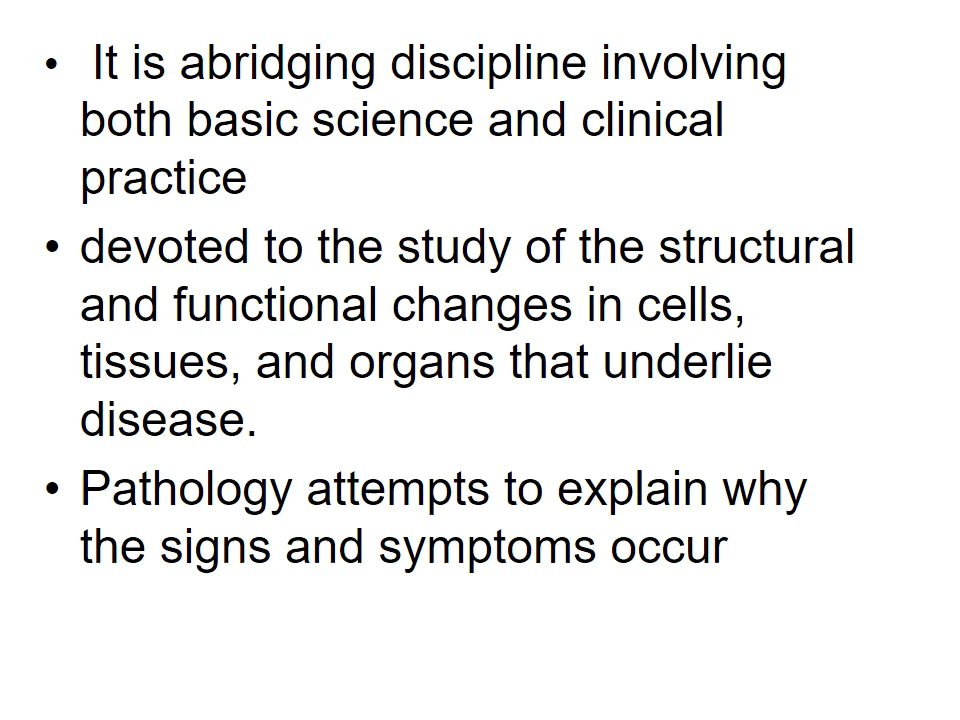 • It is abridging discipline involving
both basic science and clinical
practice
• devoted to the study of the structural
and functional changes in cells,
tissues, and organs that underlie
disease.
• Pathology attempts to explain why
the signs and symptoms occur